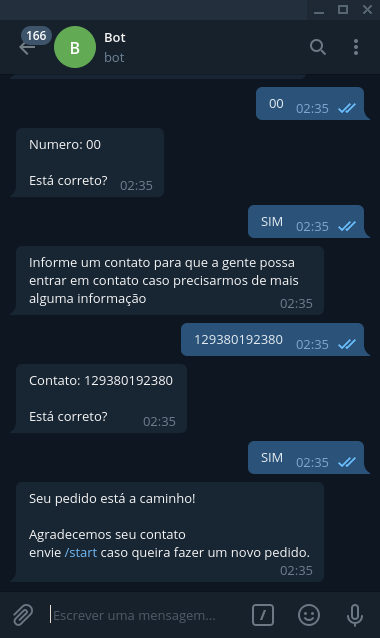 166
B
Bot
bot
00 02:35
Numero: 00
Está correto? 02:35
SIM 02:35
Informe um contato para que a gente possa
entrar em contato caso precisarmos de mais
alguma informação 02:35
129380192380 02:35
Contato: 129380192380
Está correto? 02:35
SIM 02:35
Seu pedido está a caminho!
Agradecemos seu contato
envie /start caso queira fazer um novo pedido.
02:35
Escrever uma mensagem...